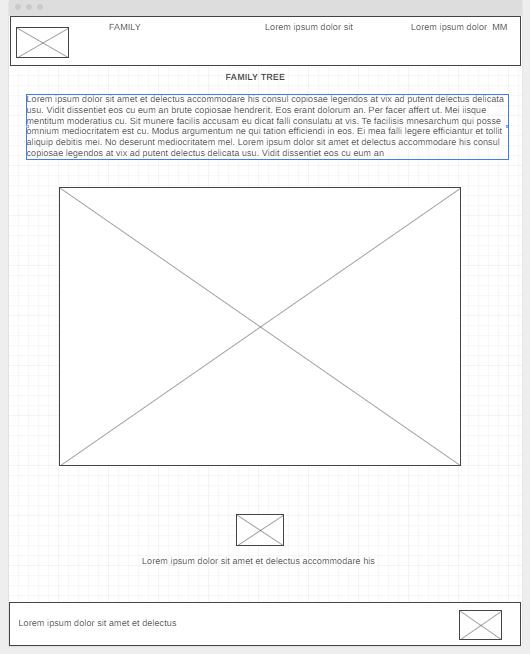 FAMILY
Lorem ipsum dolor sit
Lorem ipsum dolor MM
FAMILY TREE
Lorem ipsum dolor sit amet et delectus accommodare his consul copiosae legendos at vix ad putent delectus delicata
usu. Vidit dissentiet eos cu eum an brute copiosae hendrerit. Eos erant dolorum an. Per facer affert ut. Mei iisque
mentitum moderatius cu. Sit munere facilis accusam eu dicat falli consulatu at vis. Te facilisis mnesarchum qui posse
omnium mediocritatem est cu. Modus argumentum ne qui tation efficiendi in eos. Ei mea falli legere efficiantur et tollit
aliquip debitis mei. No deserunt mediocritatem mel. Lorem ipsum dolor sit amet et delectus accommodare his consul
copiosae legendos at vix ad putent delectus delicata usu. Vidit dissentiet eos cu eum an
Lorem ipsum dolor sit amet et delectus accommodare his
Lorem ipsum dolor sit amet et delectus